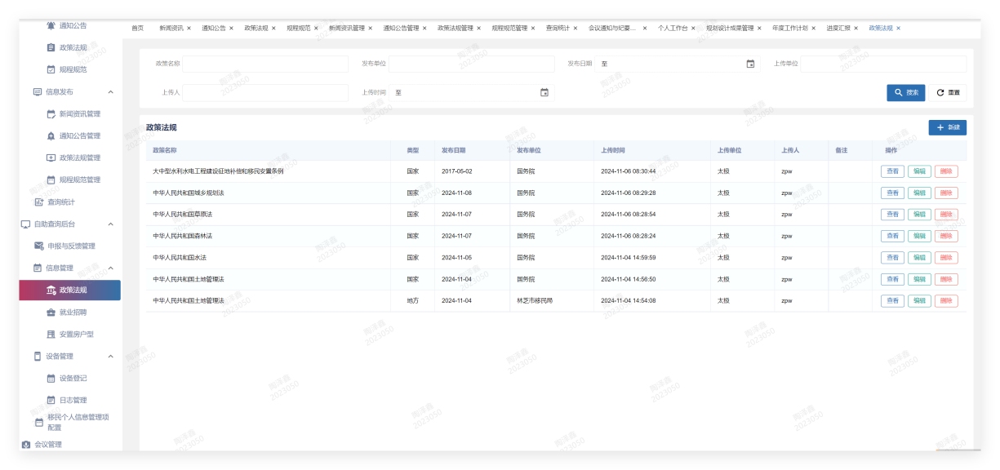 通知公告
政策法规
规程规范
信息发布
新闻资讯管理
通知公告管理
政策法规管理
规程规范管理
查询统计
自助查询后台
申报与反馈管理
信息管理
政策法规
就业招聘
安置房户型
设备管理
设备登记
日志管理
移民个人信息管理项
配置
会议管理
首页 新闻资讯 × 通知公告 × 政策法规 × 规程规范 × 新闻资讯管理 × 通知公告管理 × 政策法规管理 × 规程规范管理 × 查询统计 × 会议通知与纪要... × 个人工作台 × 规划设计成果管理 × 年度工作计划 × 进度汇报 × 政策法规 ×
政策名称 发布单位 发布日期 至 上传单位
上传人 上传时间 至 搜索 重置
政策法规 新建
政策名称 类型 发布日期 发布单位 上传时间 上传单位 上传人 备注 操作
大中型水利水电工程建设征地补偿和移民安置条例 国家 2017-05-02 国务院 2024-11-06 08:30:44 太极 zpw 查看 编辑 删除
中华人民共和国城乡规划法 国家 2024-11-08 国务院 2024-11-06 08:29:28 太极 zpw 查看 编辑 删除
中华人民共和国草原法 国家 2024-11-07 国务院 2024-11-06 08:28:54 太极 zpw 查看 编辑 删除
中华人民共和国森林法 国家 2024-11-07 国务院 2024-11-06 08:28:24 太极 zpw 查看 编辑 删除
中华人民共和国水法 国家 2024-11-05 国务院 2024-11-04 14:59:59 太极 zpw 查看 编辑 删除
中华人民共和国土地管理法 国家 2024-11-04 国务院 2024-11-04 14:56:50 太极 zpw 查看 编辑 删除
中华人民共和国土地管理法 地方 2024-11-04 林芝市移民局 2024-11-04 14:54:08 太极 zpw 查看 编辑 删除
2023050